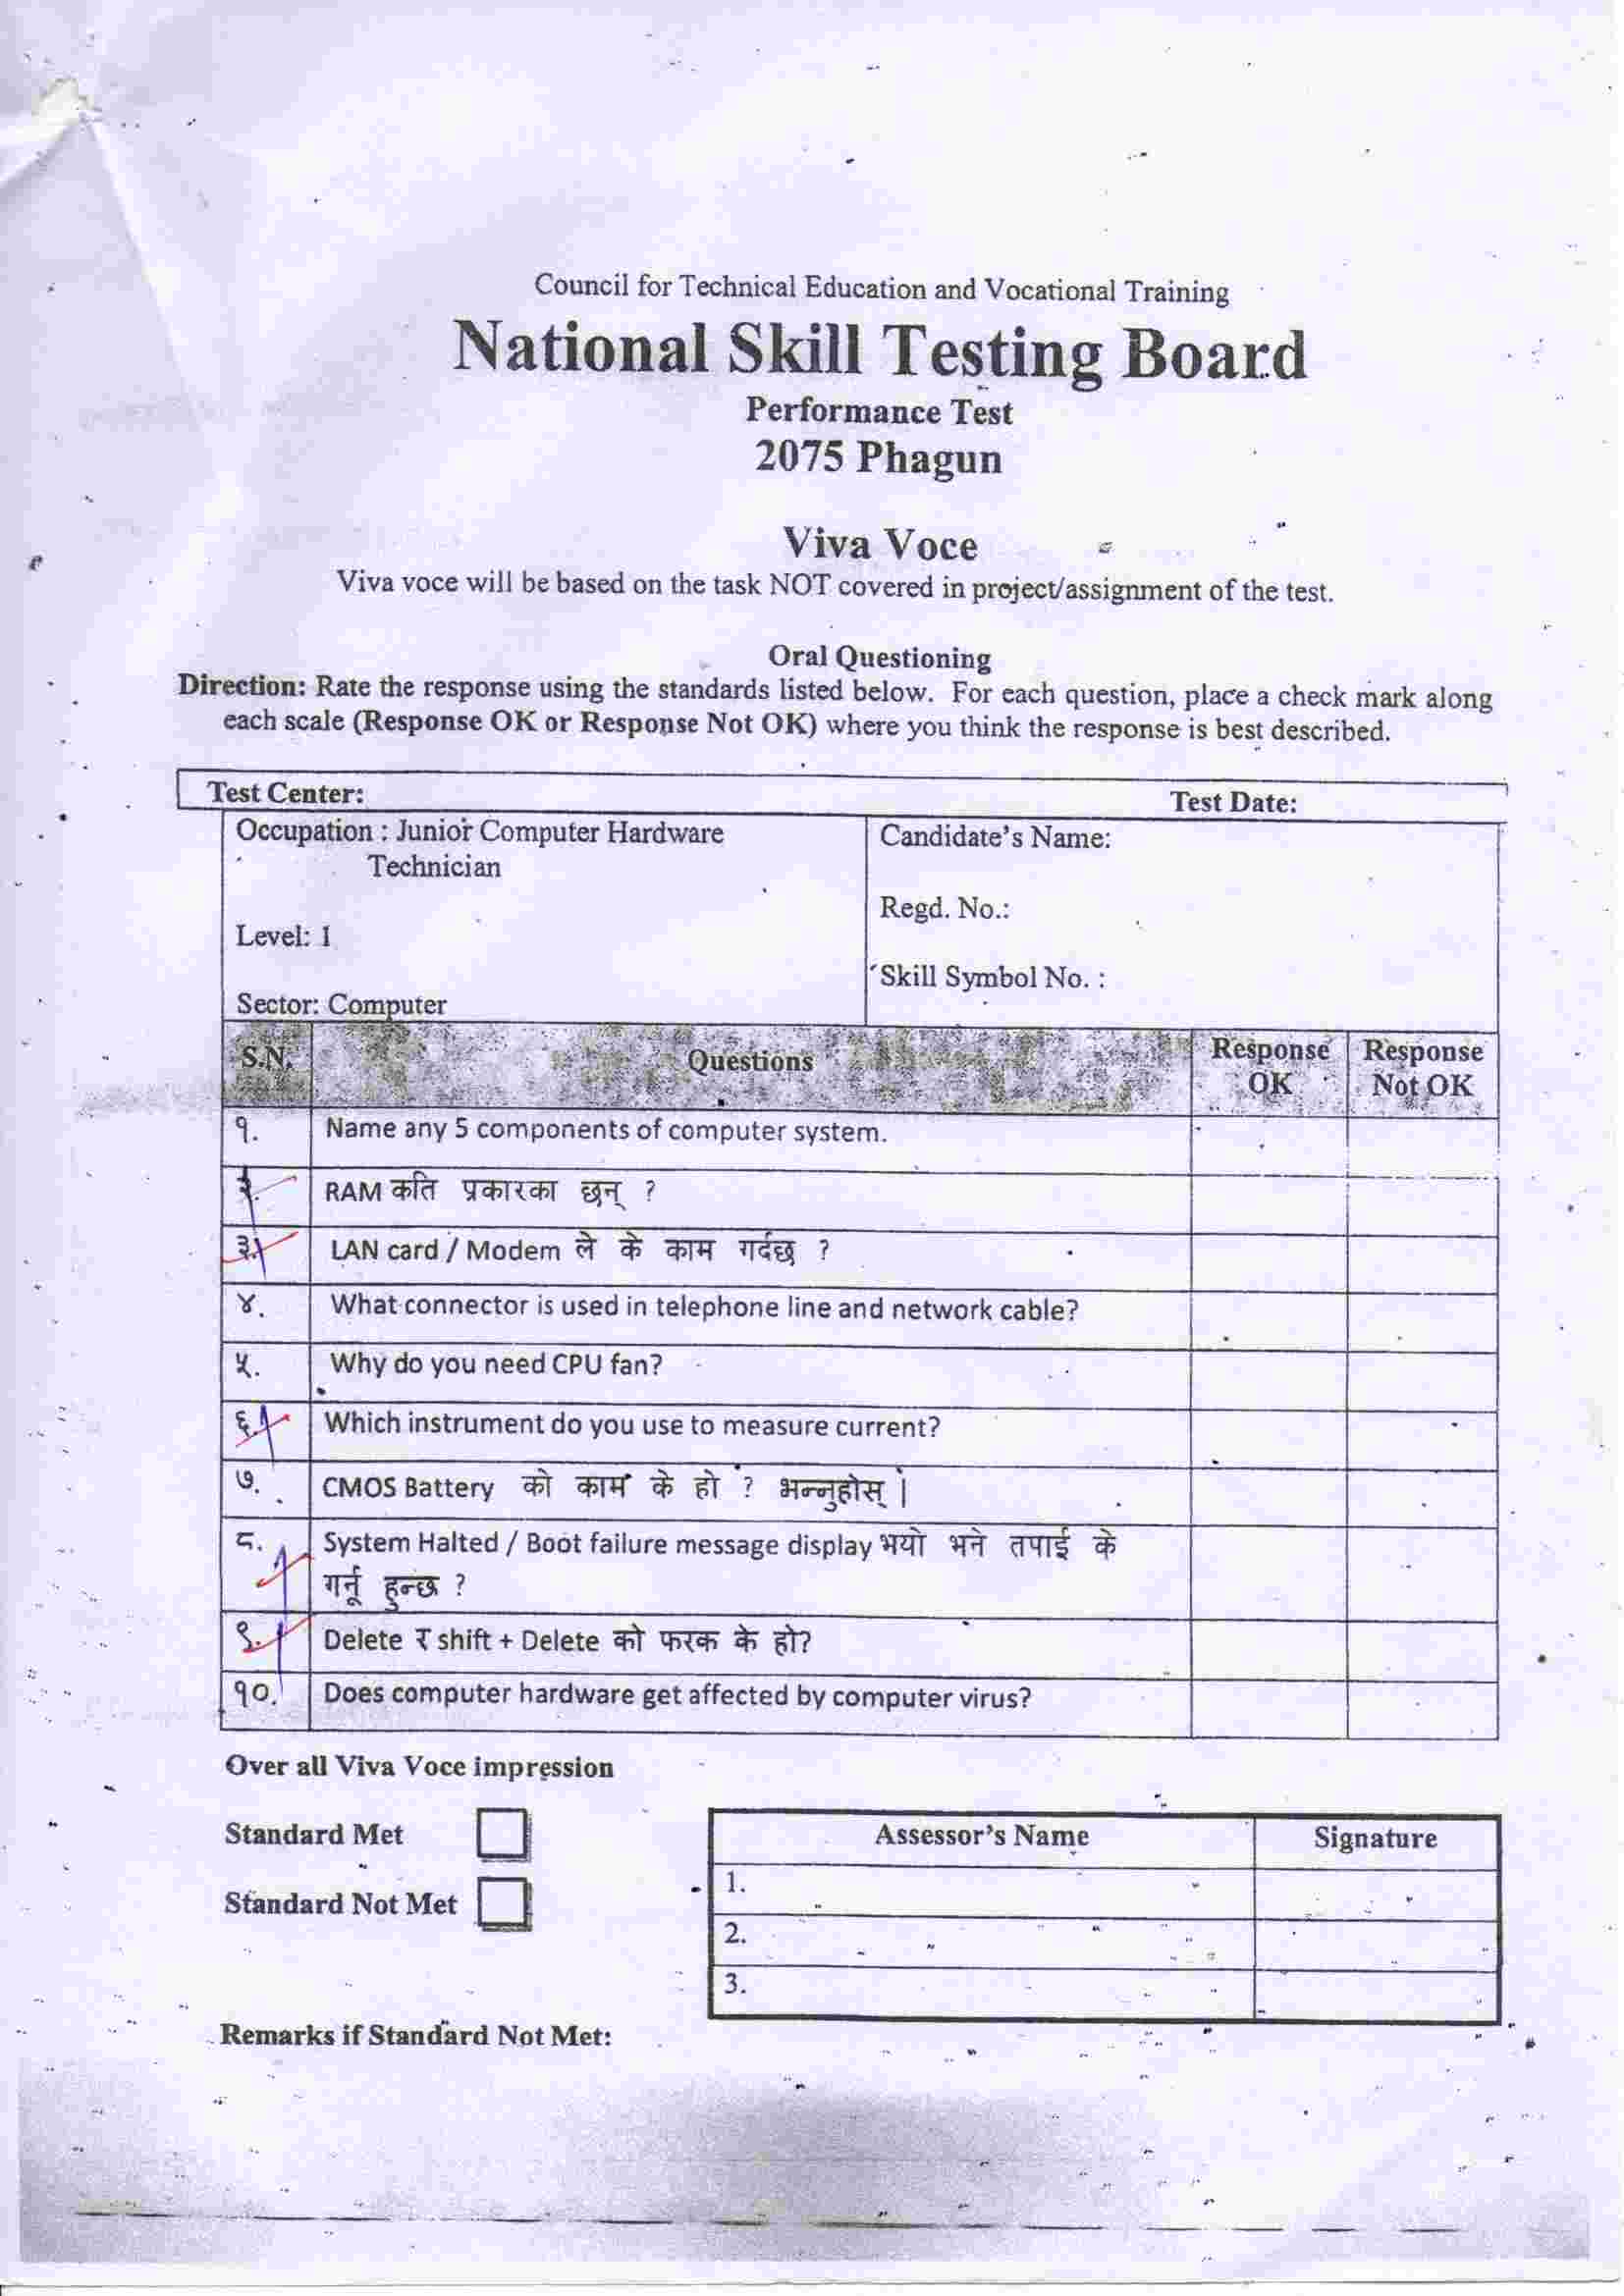 Council for Technical Education and Vocational Training
National Skill Testing Board
Performance Test
2075 Phagun
Viva Voce
Viva voce will be based on the task NOT covered in project/assignment of the test.
Oral Questioning
Direction: Rate the response using the standards listed below. For each question, place a check mark along
each scale (Response OK or Response Not OK) where you think the response is best described.
Test Center: Test Date:
Occupation : Junior Computer Hardware
Technician
Level: 1
Sector: Computer
Candidate's Name:
Regd. No.:
Skill Symbol No. :
S.N. Questions Response OK Response Not OK
१. Name any 5 components of computer system.
२. RAM कति प्रकारका छन् ?
३. LAN card / Modem ले के काम गर्दछ ?
४. What connector is used in telephone line and network cable?
५. Why do you need CPU fan?
६. Which instrument do you use to measure current?
७. CMOS Battery को काम के हो ? भन्नुहोस् ।
८. System Halted / Boot failure message display भयो भने तपाई के
गर्नू हुन्छ ?
९. Delete र shift + Delete को फरक के हो?
१०. Does computer hardware get affected by computer virus?
Over all Viva Voce impression
Standard Met
Standard Not Met
Assessor's Name Signature
1.
2.
3.
Remarks if Standard Not Met: